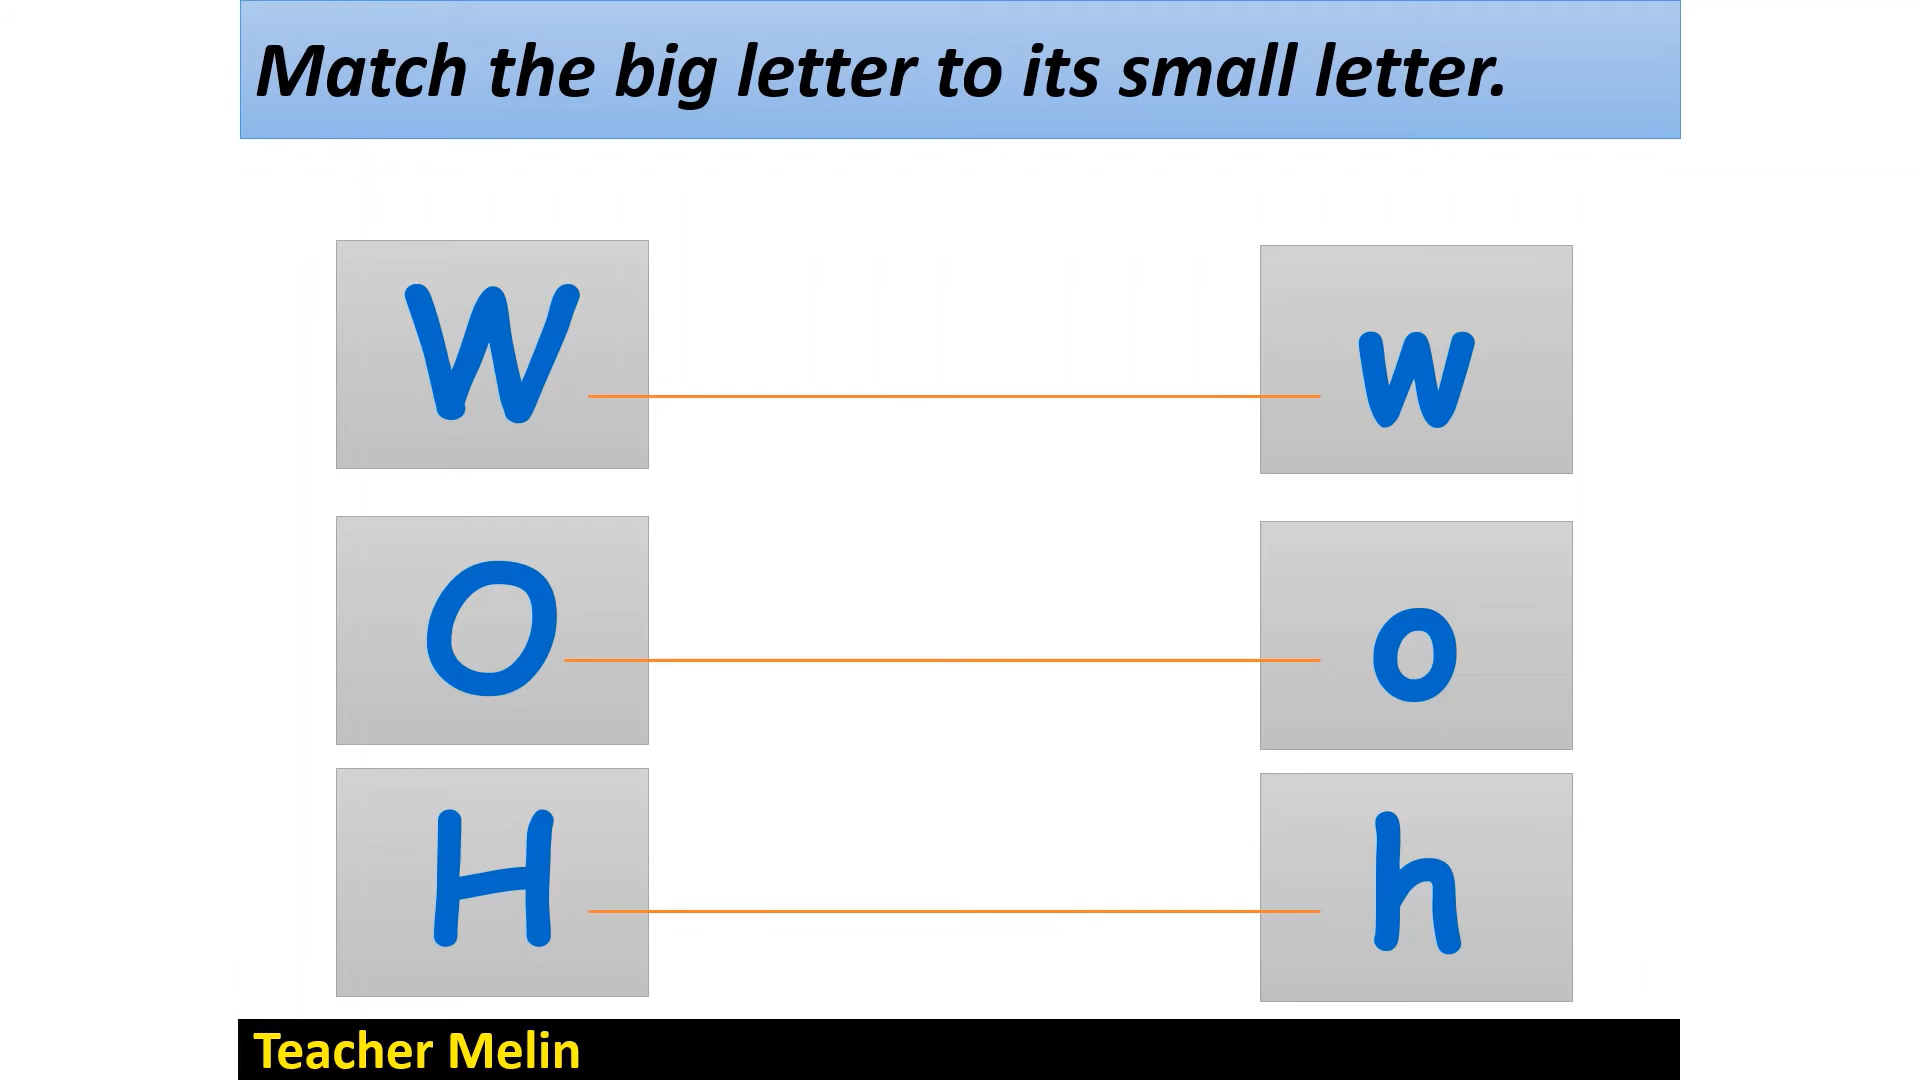 Match the big letter to its small letter.
W w
O o
H h
Teacher Melin